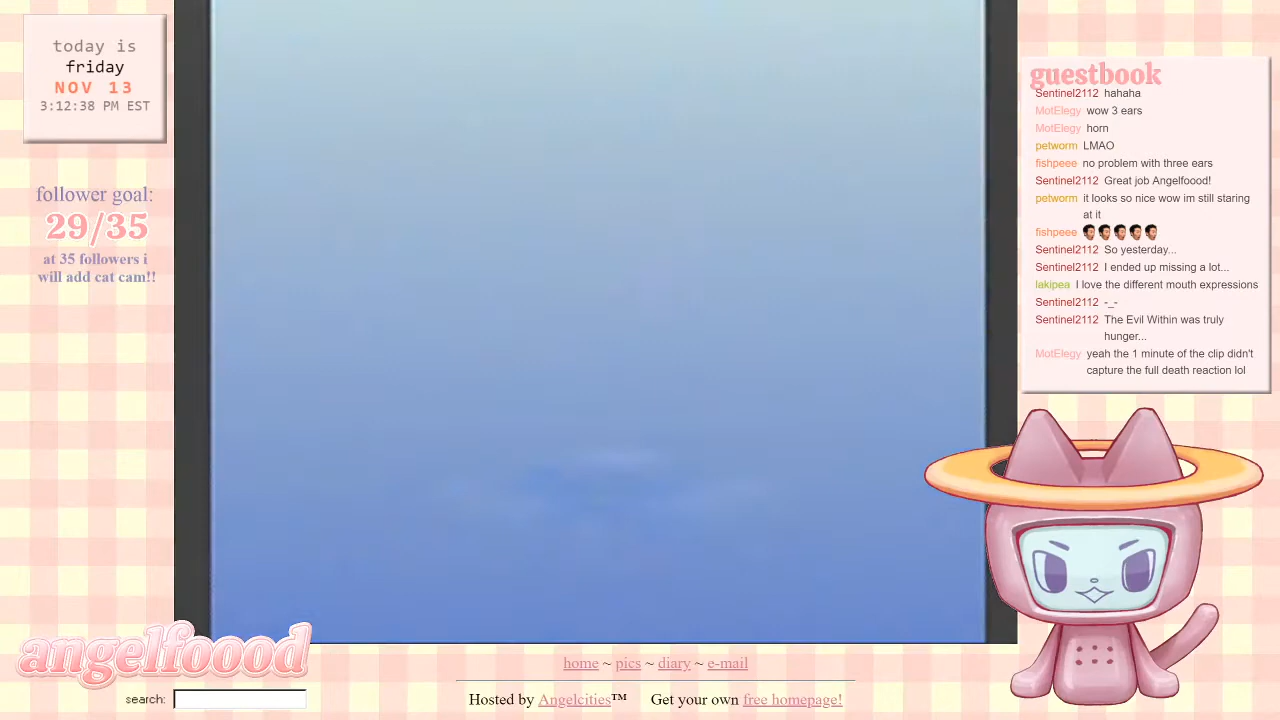 today is
friday
NOV 13
3:12:38 PM EST
follower goal:
29/35
at 35 followers i
will add cat cam!!
guestbook
Sentinel2112 hahaha
MotElegy wow 3 ears
MotElegy horn
petworm LMAO
fishpeee no problem with three ears
Sentinel2112 Great job Angelfoood!
petworm it looks so nice wow im still staring
at it
fishpeee
Sentinel2112 So yesterday...
Sentinel2112 I ended up missing a lot...
lakipea I love the different mouth expressions
Sentinel2112 -_-
Sentinel2112 The Evil Within was truly
hunger...
MotElegy yeah the 1 minute of the clip didn't
capture the full death reaction lol
angelfoood
search:
home ~ pics ~ diary ~ e-mail
Hosted by Angelcities™ Get your own free homepage!